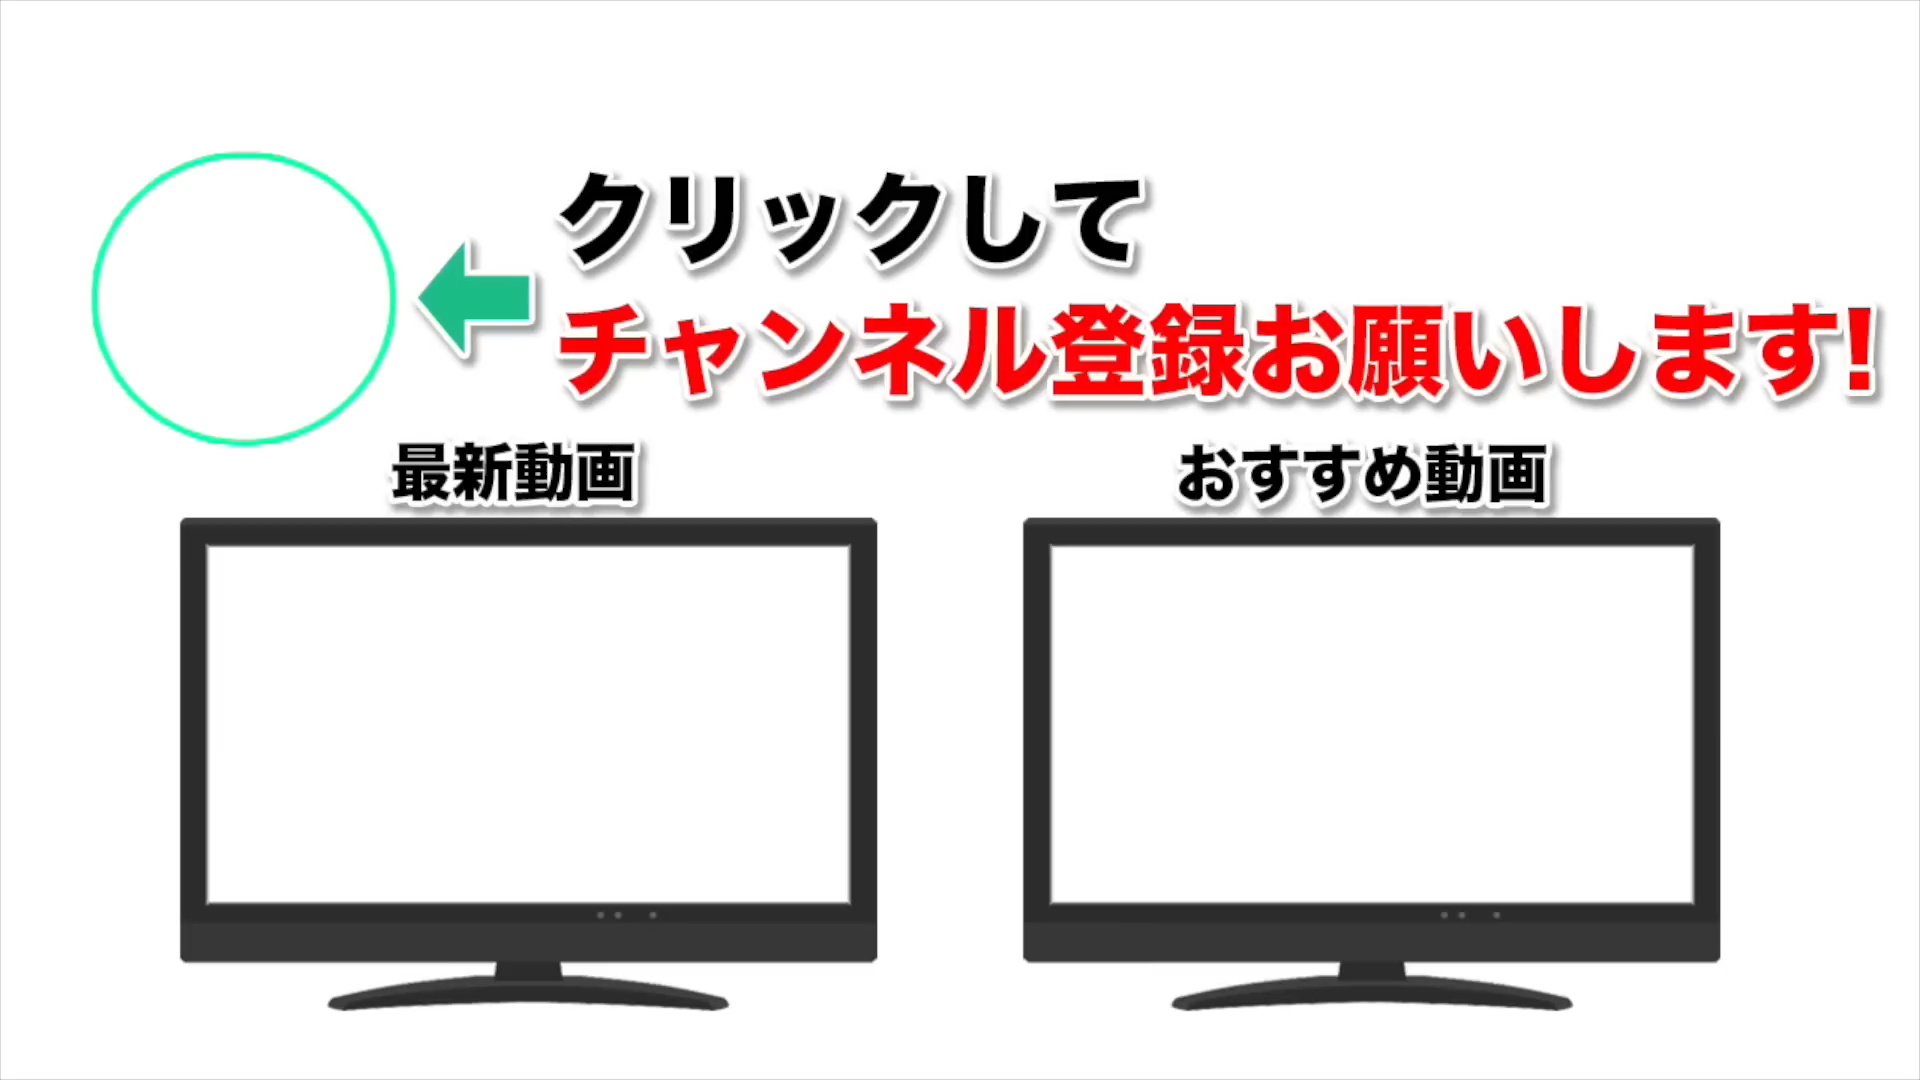 クリックして
チャンネル登録お願いします!
最新動画
おすすめ動画